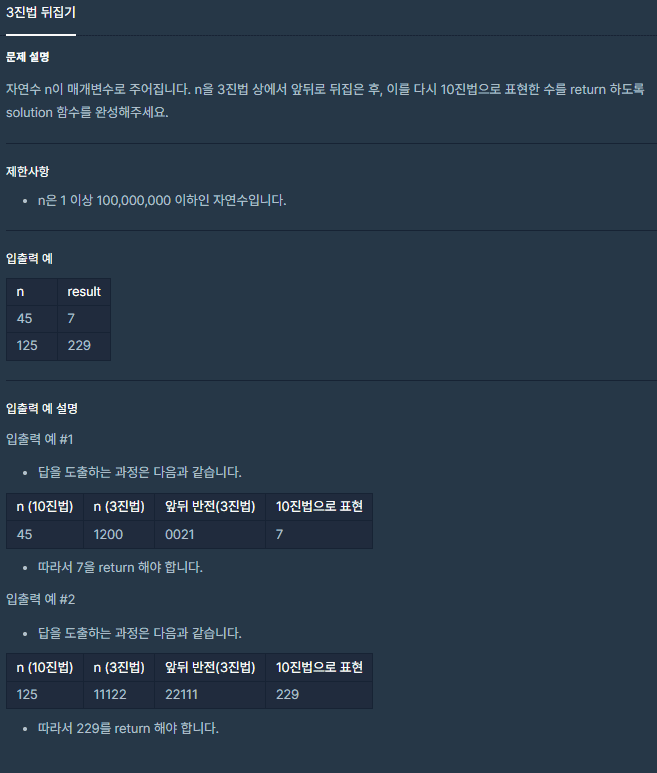 3진법 뒤집기
문제 설명
자연수 n이 매개변수로 주어집니다. n을 3진법 상에서 앞뒤로 뒤집은 후, 이를 다시 10진법으로 표현한 수를 return 하도록
solution 함수를 완성해주세요.
제한사항
• n은 1 이상 100,000,000 이하인 자연수입니다.
입출력 예
n result
45 7
125 229
입출력 예 설명
입출력 예 #1
• 답을 도출하는 과정은 다음과 같습니다.
n (10진법) n (3진법) 앞뒤 반전(3진법) 10진법으로 표현
45 1200 0021 7
• 따라서 7을 return 해야 합니다.
입출력 예 #2
• 답을 도출하는 과정은 다음과 같습니다.
n (10진법) n (3진법) 앞뒤 반전(3진법) 10진법으로 표현
125 11122 22111 229
• 따라서 229를 return 해야 합니다.